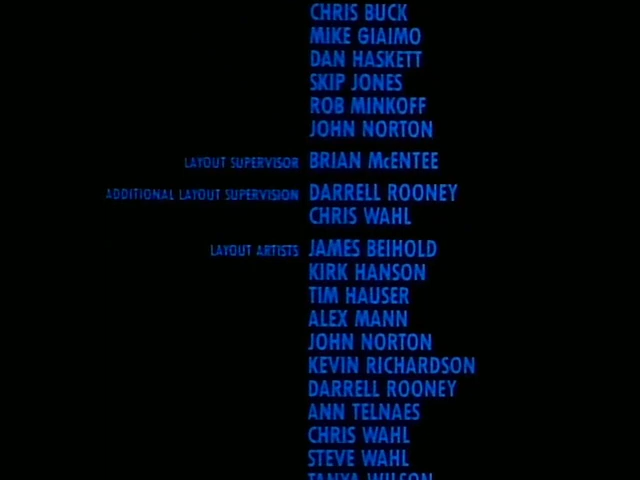 CHRIS BUCK
MIKE GIAIMO
DAN HASKETT
SKIP JONES
ROB MINKOFF
JOHN NORTON
LAYOUT SUPERVISOR BRIAN McENTEE
ADDITIONAL LAYOUT SUPERVISION DARRELL ROONEY
CHRIS WAHL
LAYOUT ARTISTS JAMES BEIHOLD
KIRK HANSON
TIM HAUSER
ALEX MANN
JOHN NORTON
KEVIN RICHARDSON
DARRELL ROONEY
ANN TELNAES
CHRIS WAHL
STEVE WAHL
TANYA WILSON